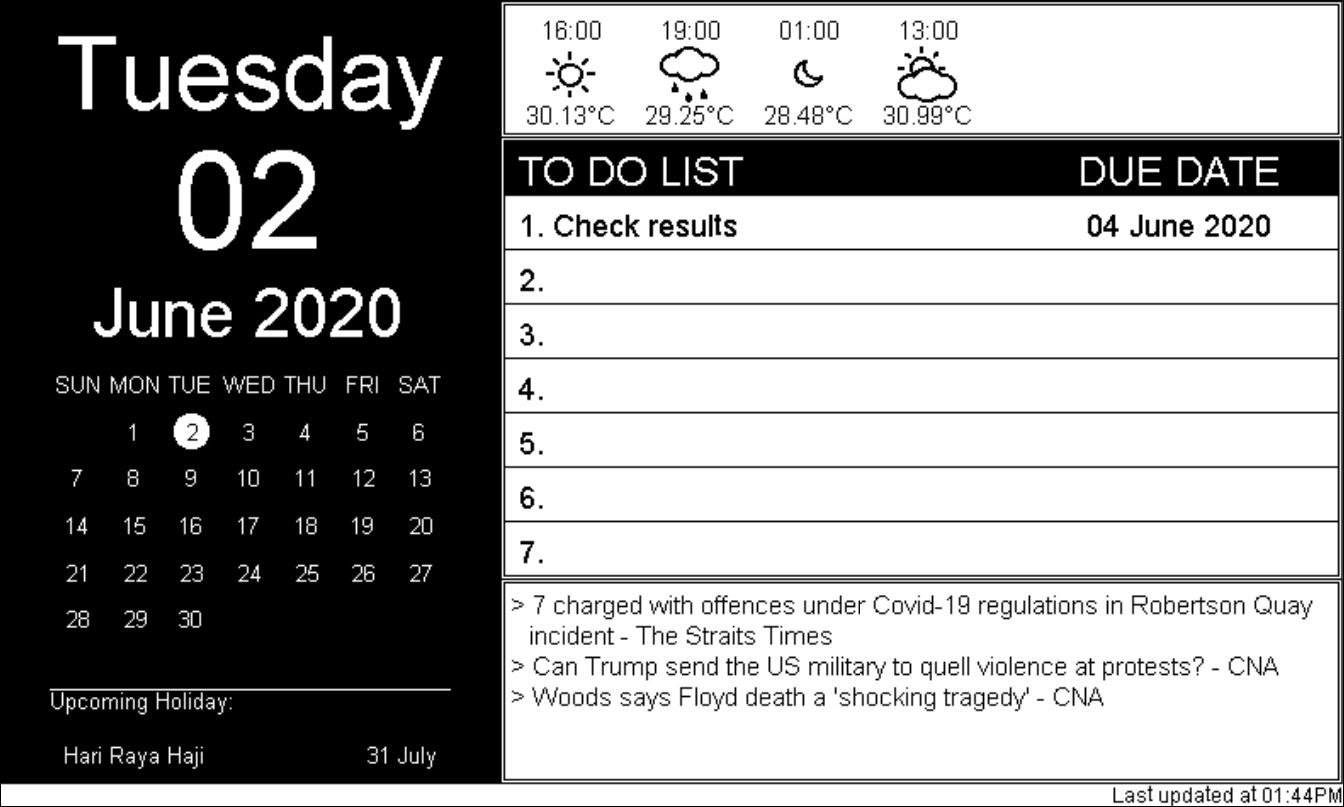 Tuesday
02
June 2020
SUN MON TUE WED THU FRI SAT
1 2 3 4 5 6
7 8 9 10 11 12 13
14 15 16 17 18 19 20
21 22 23 24 25 26 27
28 29 30
Upcoming Holiday:
Hari Raya Haji 31 July
16:00 19:00 01:00 13:00
30.13°C 29.25°C 28.48°C 30.99°C
TO DO LIST DUE DATE
1. Check results 04 June 2020
2.
3.
4.
5.
6.
7.
> 7 charged with offences under Covid-19 regulations in Robertson Quay
incident - The Straits Times
> Can Trump send the US military to quell violence at protests? - CNA
> Woods says Floyd death a 'shocking tragedy' - CNA
Last updated at 01:44PM